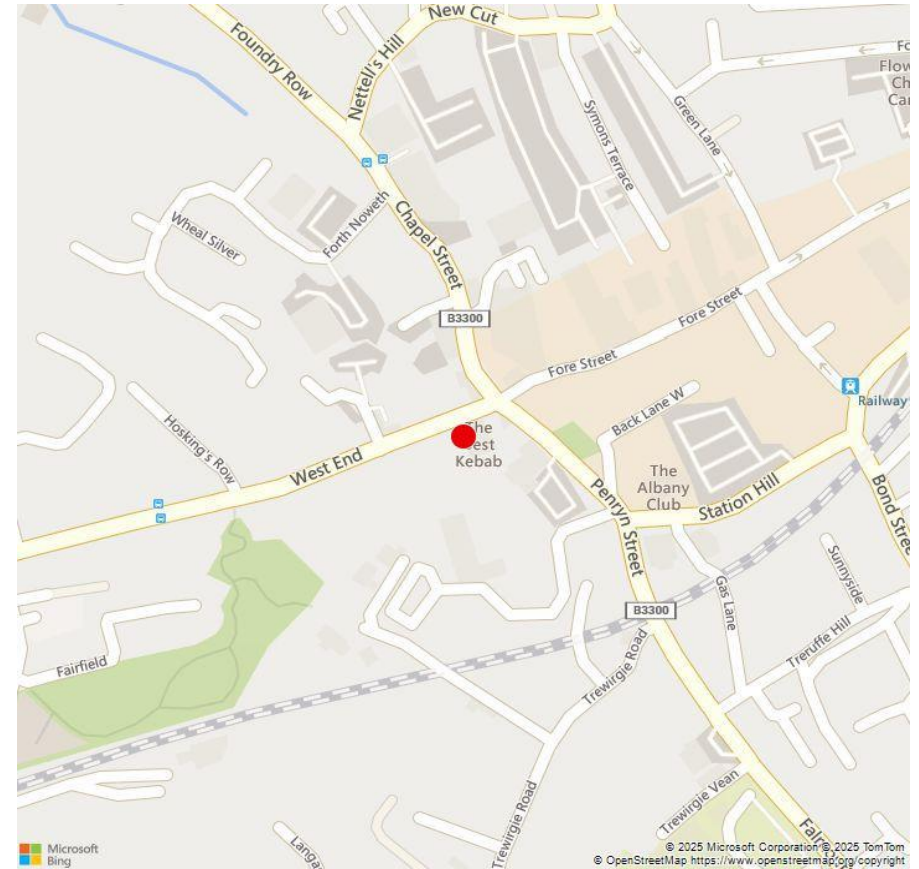 New Cut
Foundry Row
Nettell's Hill
Symons Terrace
Green Lane
Flow
Ch
Car
Wheal Silver
Forth Noweth
Chapel Street
B3300
Fore Street
Fore Street
Back Lane W
Railway
Hosking's Row
West End
The
est
Kebab
The
Albany
Club
Station Hill
Penryn Street
Bond Stree
Sunnyside
Gas Lane
B3300
Treruffe Hill
Fairfield
Trewirgie Road
Trewirgie Road
Trewirgie Vean
Langa
Microsoft
Bing
© 2025 Microsoft Corporation © 2025 TomTom
© OpenStreetMap https://www.openstreetmap.org/copyright